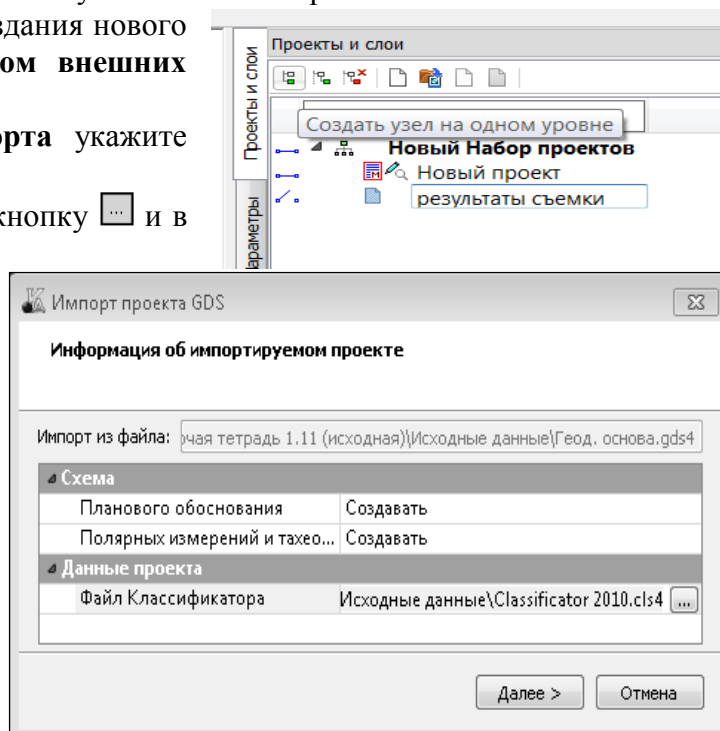 здания нового
ом внешних
орта укажите
кнопку ... и в
Проекты и слои
Проекты и слои
Параметры
Создать узел на одном уровне
Новый Набор проектов
Новый проект
результаты съемки
Импорт проекта GDS
Информация об импортируемом проекте
Импорт из файла: очая тетрадь 1.11 (исходная)\Исходные данные\Геод. основа.gds4
Схема
Планового обоснования Создавать
Полярных измерений и тахео... Создавать
Данные проекта
Файл Классификатора Исходные данные\Classificator 2010.cls4 ...
Далее > Отмена